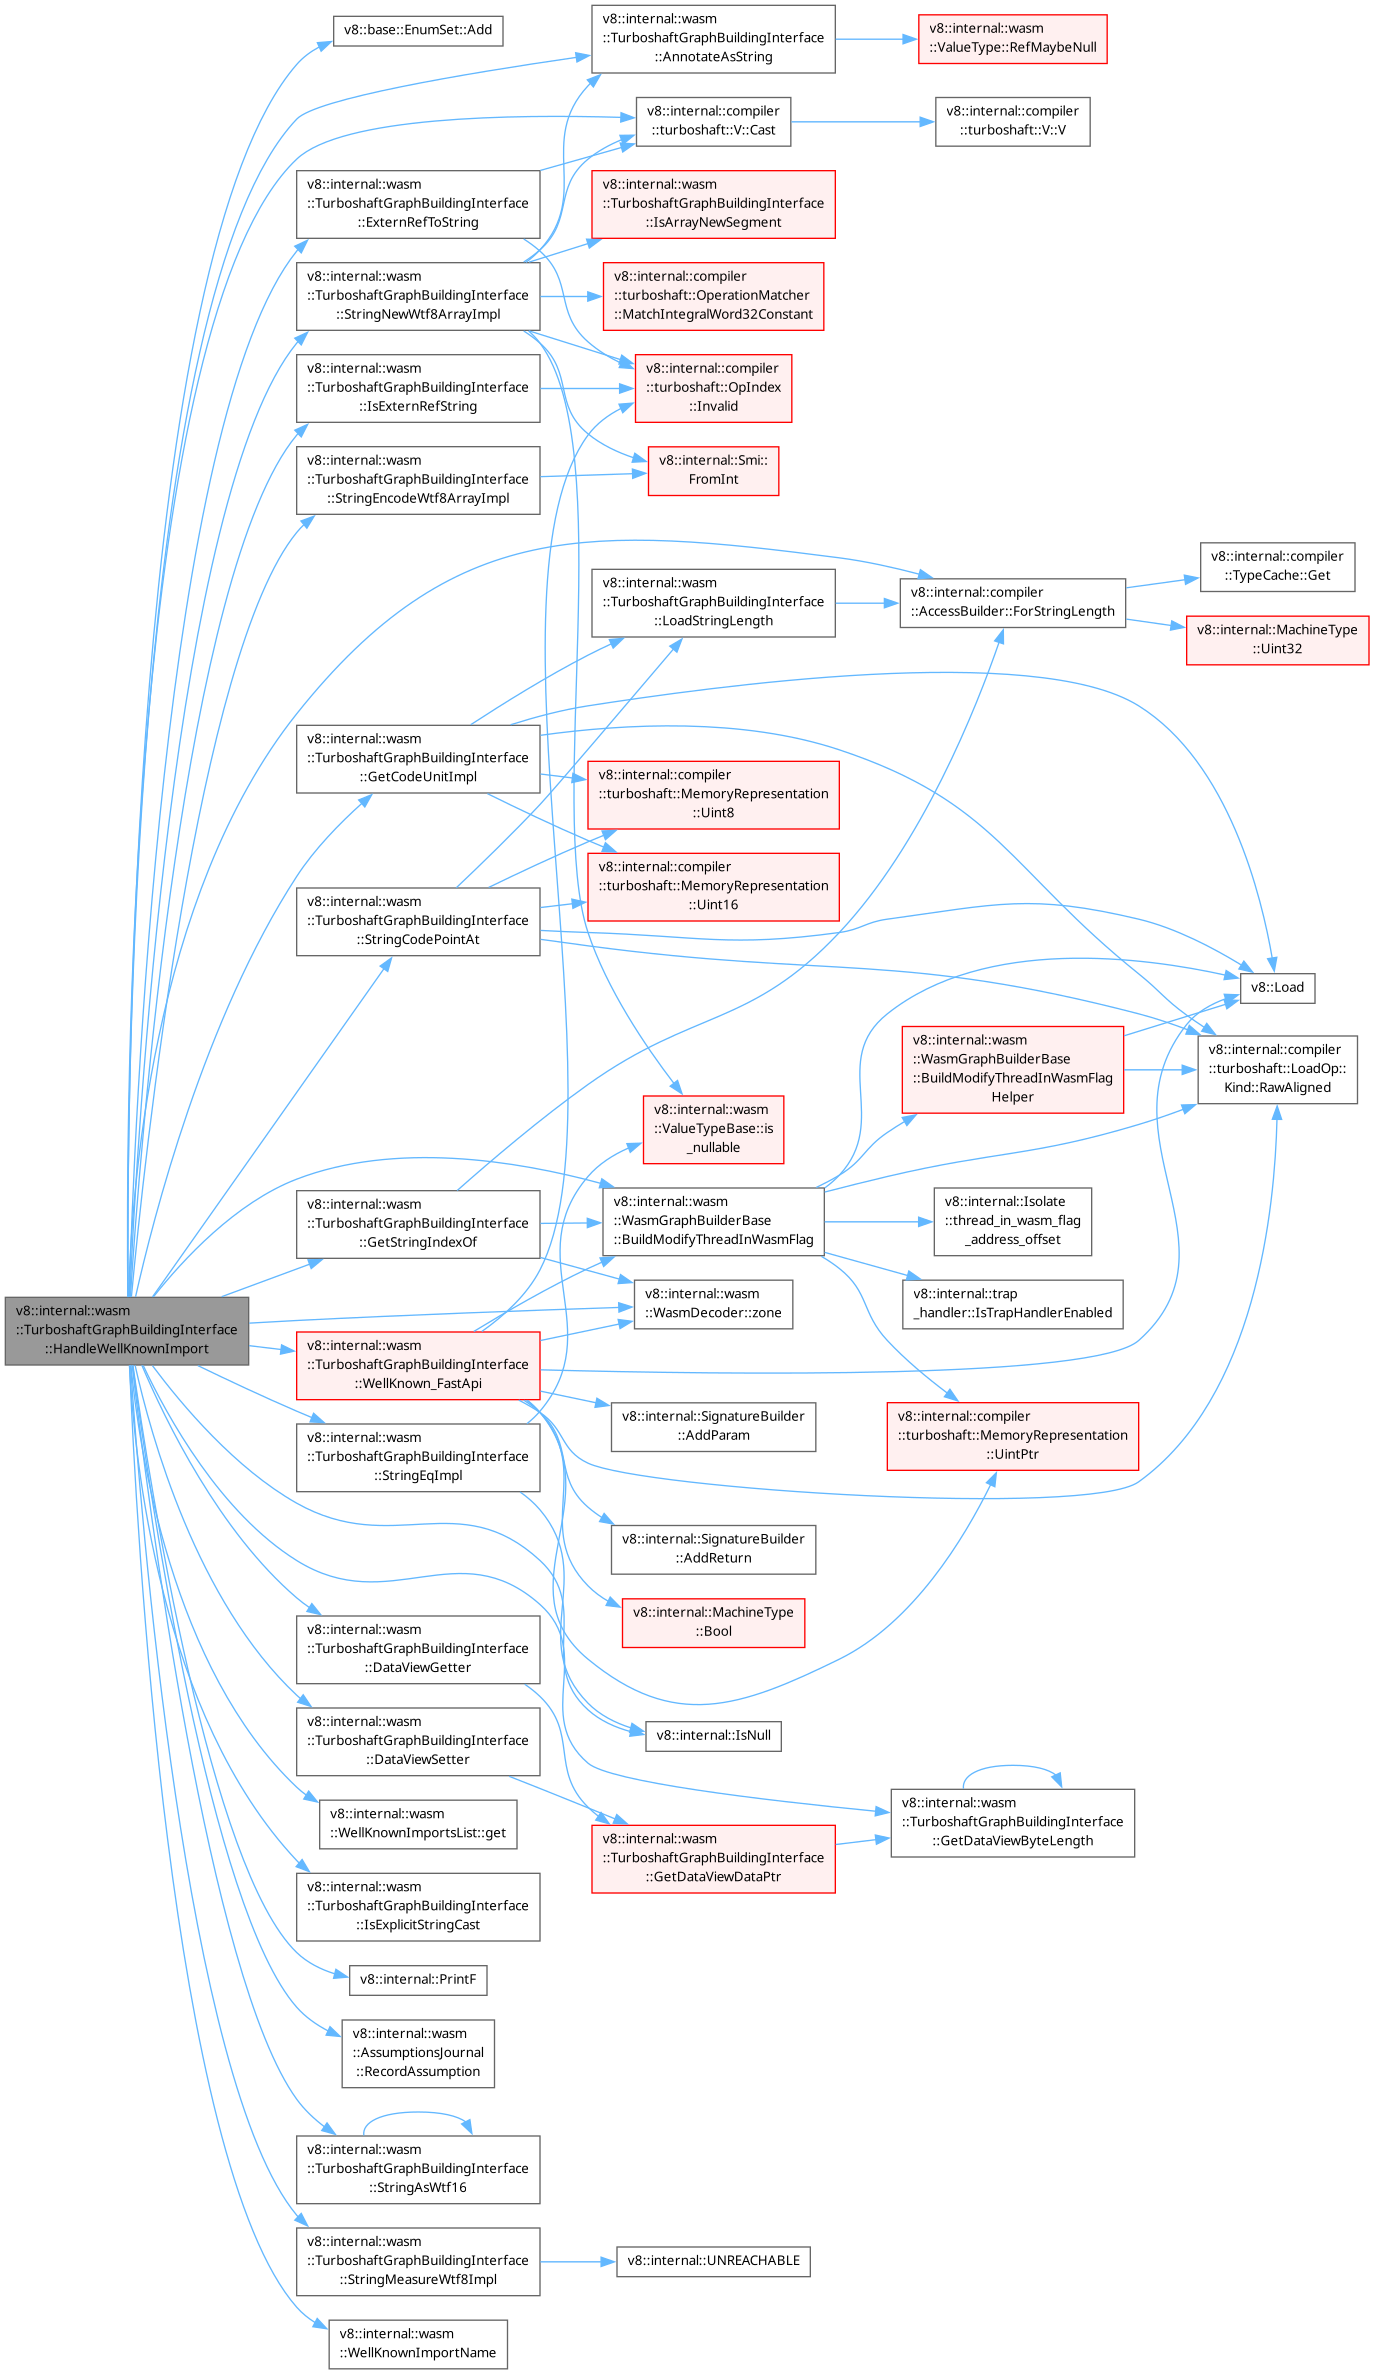 v8::base::EnumSet::Add
v8::internal::wasm
::TurboshaftGraphBuildingInterface
::AnnotateAsString
v8::internal::wasm
::ValueType::RefMaybeNull
v8::internal::compiler
::turboshaft::V::Cast
v8::internal::compiler
::turboshaft::V::V
v8::internal::wasm
::TurboshaftGraphBuildingInterface
::ExternRefToString
v8::internal::wasm
::TurboshaftGraphBuildingInterface
::IsArrayNewSegment
v8::internal::wasm
::TurboshaftGraphBuildingInterface
::StringNewWtf8ArrayImpl
v8::internal::compiler
::turboshaft::OperationMatcher
::MatchIntegralWord32Constant
v8::internal::wasm
::TurboshaftGraphBuildingInterface
::IsExternRefString
v8::internal::compiler
::turboshaft::OpIndex
::Invalid
v8::internal::wasm
::TurboshaftGraphBuildingInterface
::StringEncodeWtf8ArrayImpl
v8::internal::Smi::
FromInt
v8::internal::wasm
::TurboshaftGraphBuildingInterface
::LoadStringLength
v8::internal::compiler
::AccessBuilder::ForStringLength
v8::internal::compiler
::TypeCache::Get
v8::internal::MachineType
::Uint32
v8::internal::wasm
::TurboshaftGraphBuildingInterface
::GetCodeUnitImpl
v8::internal::compiler
::turboshaft::MemoryRepresentation
::Uint8
v8::internal::compiler
::turboshaft::MemoryRepresentation
::Uint16
v8::internal::wasm
::TurboshaftGraphBuildingInterface
::StringCodePointAt
v8::Load
v8::internal::wasm
::WasmGraphBuilderBase
::BuildModifyThreadInWasmFlag
Helper
v8::internal::compiler
::turboshaft::LoadOp::
Kind::RawAligned
v8::internal::wasm
::ValueTypeBase::is
_nullable
v8::internal::wasm
::TurboshaftGraphBuildingInterface
::GetStringIndexOf
v8::internal::wasm
::WasmGraphBuilderBase
::BuildModifyThreadInWasmFlag
v8::internal::Isolate
::thread_in_wasm_flag
_address_offset
v8::internal::wasm
::WasmDecoder::zone
v8::internal::trap
_handler::IsTrapHandlerEnabled
v8::internal::wasm
::TurboshaftGraphBuildingInterface
::HandleWellKnownImport
v8::internal::wasm
::TurboshaftGraphBuildingInterface
::WellKnown_FastApi
v8::internal::SignatureBuilder
::AddParam
v8::internal::compiler
::turboshaft::MemoryRepresentation
::UintPtr
v8::internal::wasm
::TurboshaftGraphBuildingInterface
::StringEqImpl
v8::internal::SignatureBuilder
::AddReturn
v8::internal::MachineType
::Bool
v8::internal::wasm
::TurboshaftGraphBuildingInterface
::DataViewGetter
v8::internal::wasm
::TurboshaftGraphBuildingInterface
::DataViewSetter
v8::internal::IsNull
v8::internal::wasm
::WellKnownImportsList::get
v8::internal::wasm
::TurboshaftGraphBuildingInterface
::GetDataViewByteLength
v8::internal::wasm
::TurboshaftGraphBuildingInterface
::GetDataViewDataPtr
v8::internal::wasm
::TurboshaftGraphBuildingInterface
::IsExplicitStringCast
v8::internal::PrintF
v8::internal::wasm
::AssumptionsJournal
::RecordAssumption
v8::internal::wasm
::TurboshaftGraphBuildingInterface
::StringAsWtf16
v8::internal::wasm
::TurboshaftGraphBuildingInterface
::StringMeasureWtf8Impl
v8::internal::UNREACHABLE
v8::internal::wasm
::WellKnownImportName